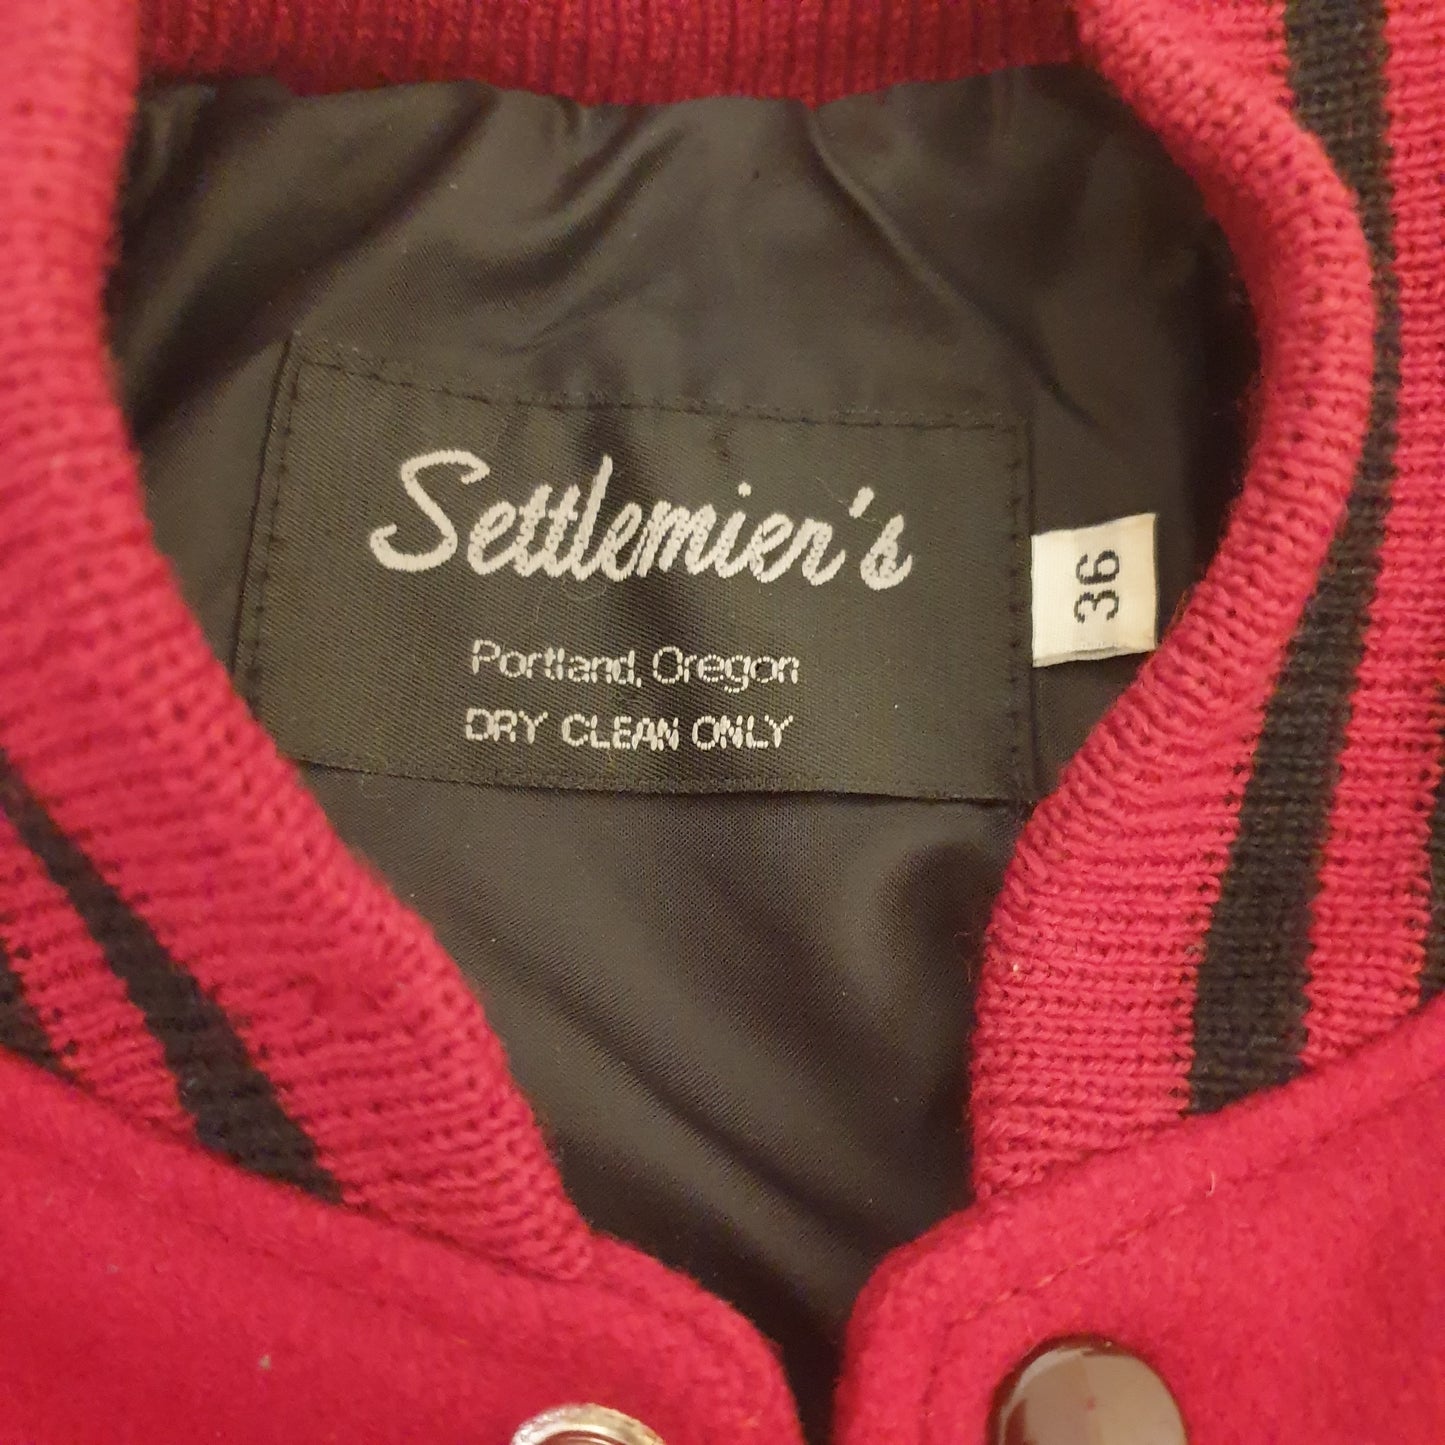 Settlemier's
Portland, Oregon
DRY CLEAN ONLY
36